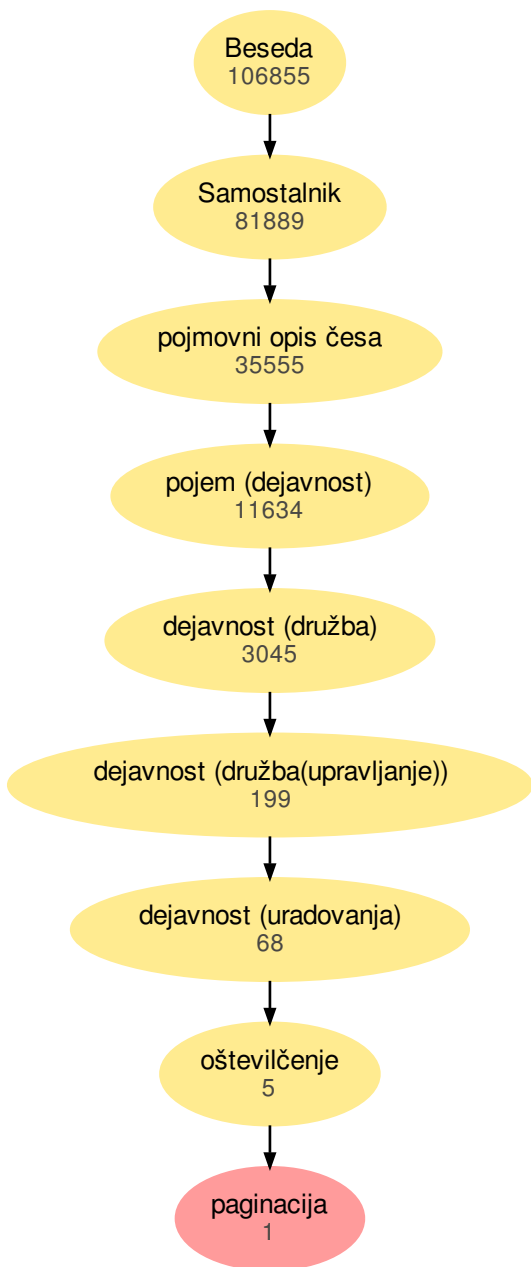 Beseda
106855
Samostalnik
81889
pojmovni opis česa
35555
pojem (dejavnost)
11634
dejavnost (družba)
3045
dejavnost (družba(upravljanje))
199
dejavnost (uradovanja)
68
oštevilčenje
5
paginacija
1